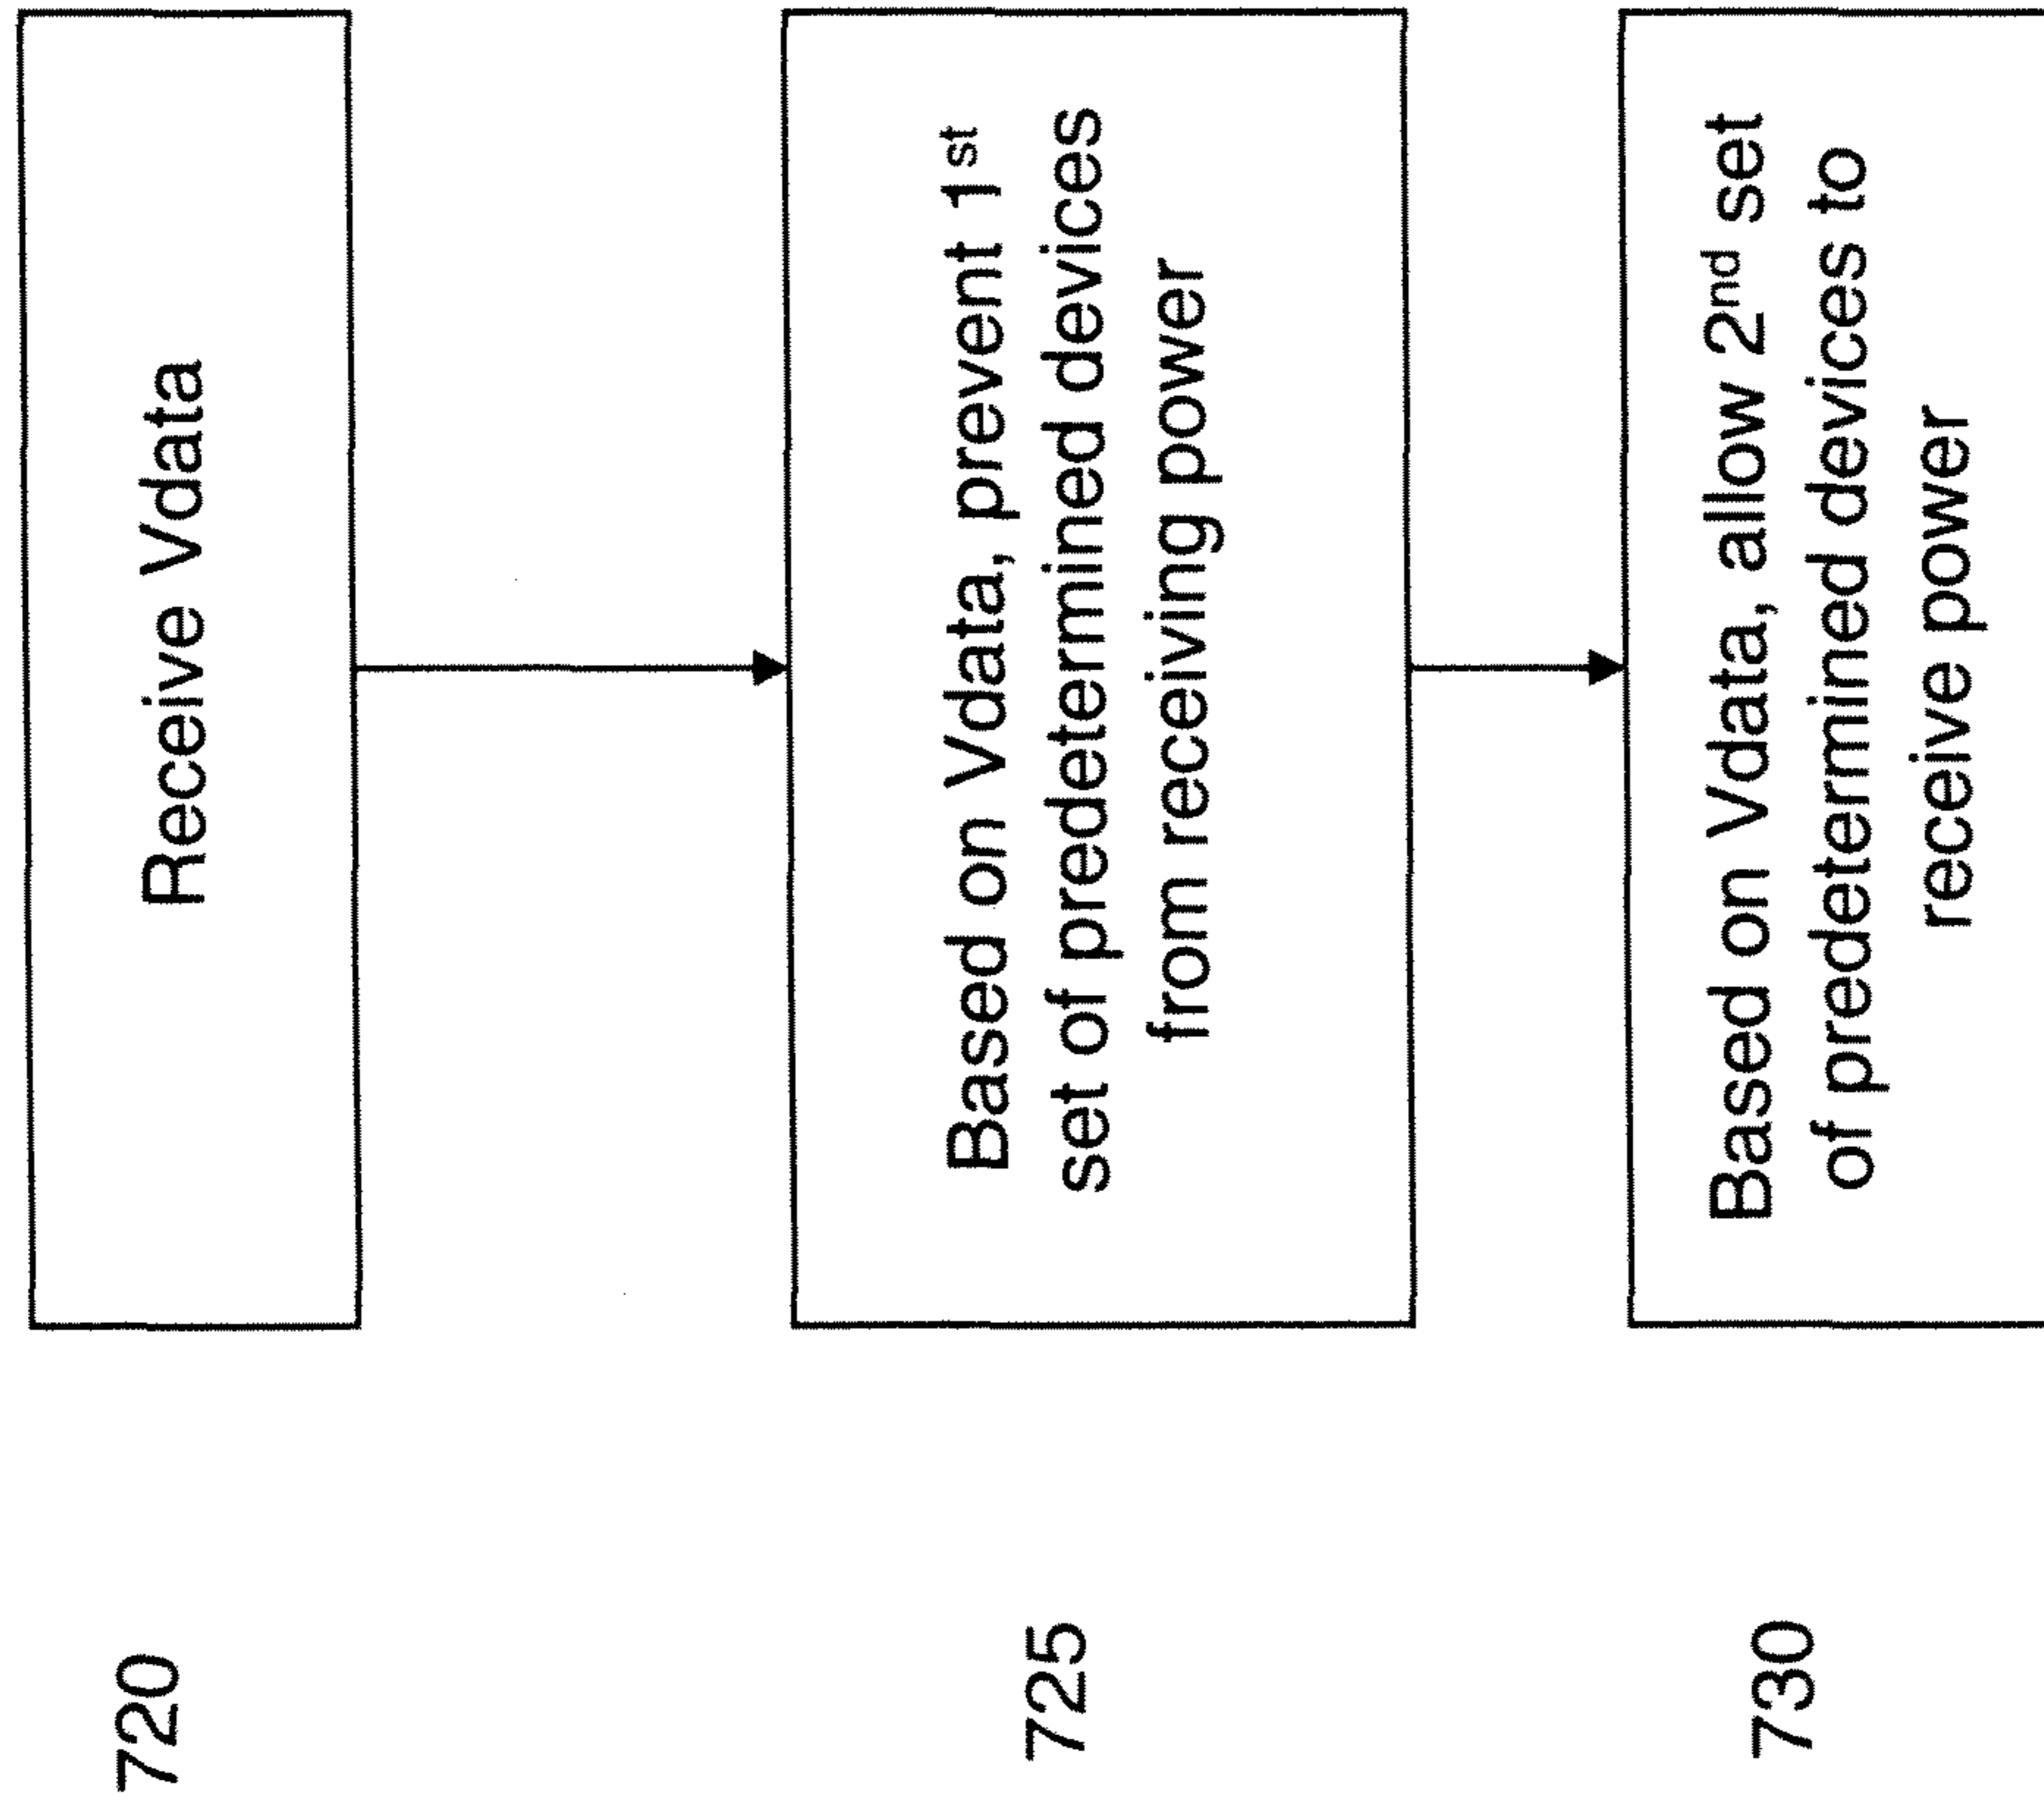 720
Receive Vdata
725
Based on Vdata, prevent 1st
set of predetermined devices
from receiving power
730
Based on Vdata, allow 2nd set
of predetermined devices to
receive power